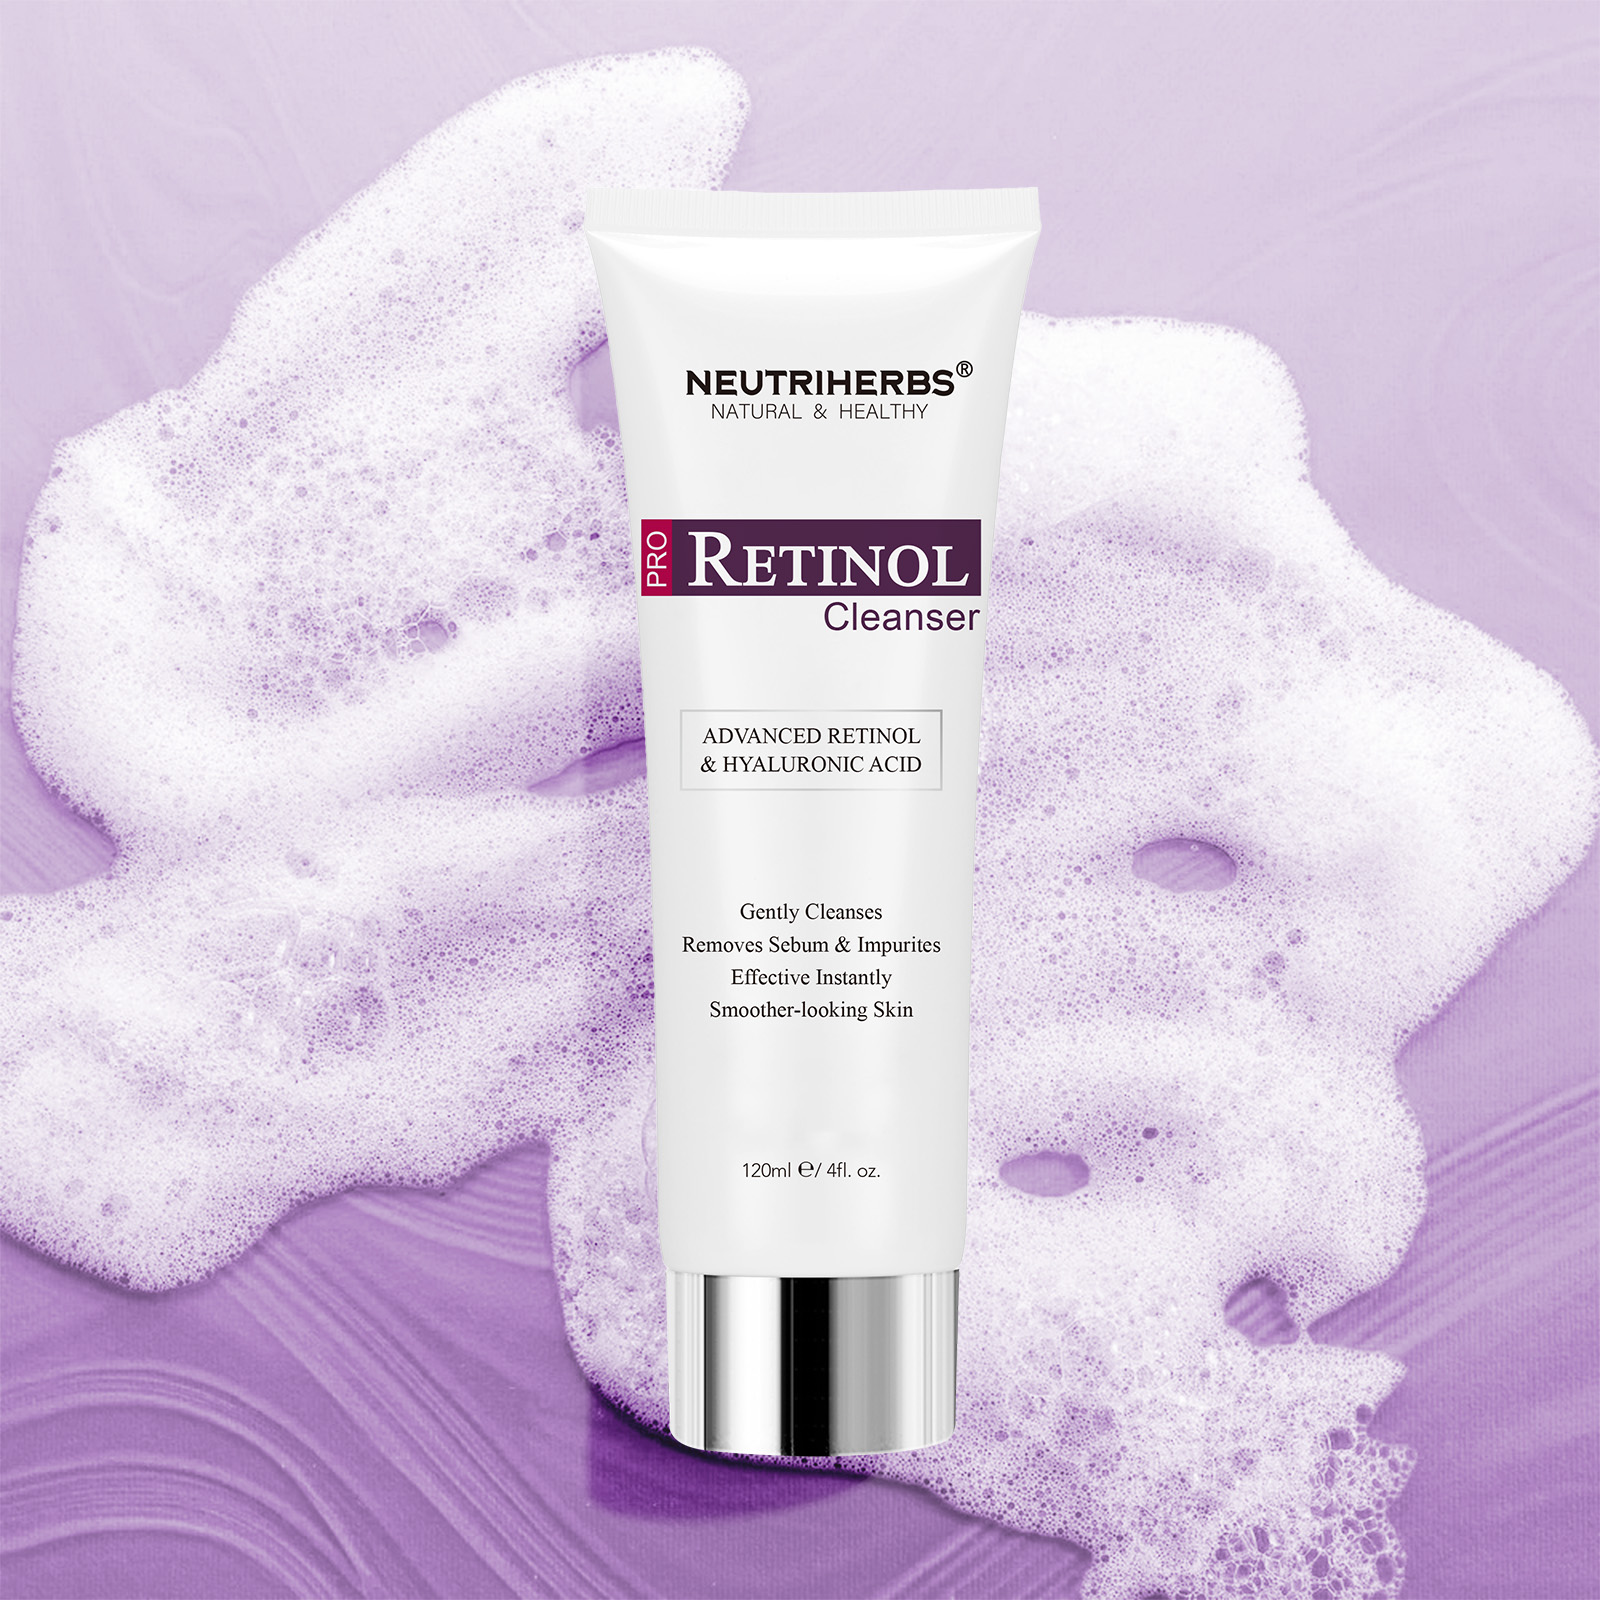 NEUTRIHERBS®
NATURAL & HEALTHY
PRO
RETINOL
Cleanser
ADVANCED RETINOL
& HYALURONIC ACID
Gently Cleanses
Removes Sebum & Impurites
Effective Instantly
Smoother-looking Skin
120ml ℮/ 4fl. oz.